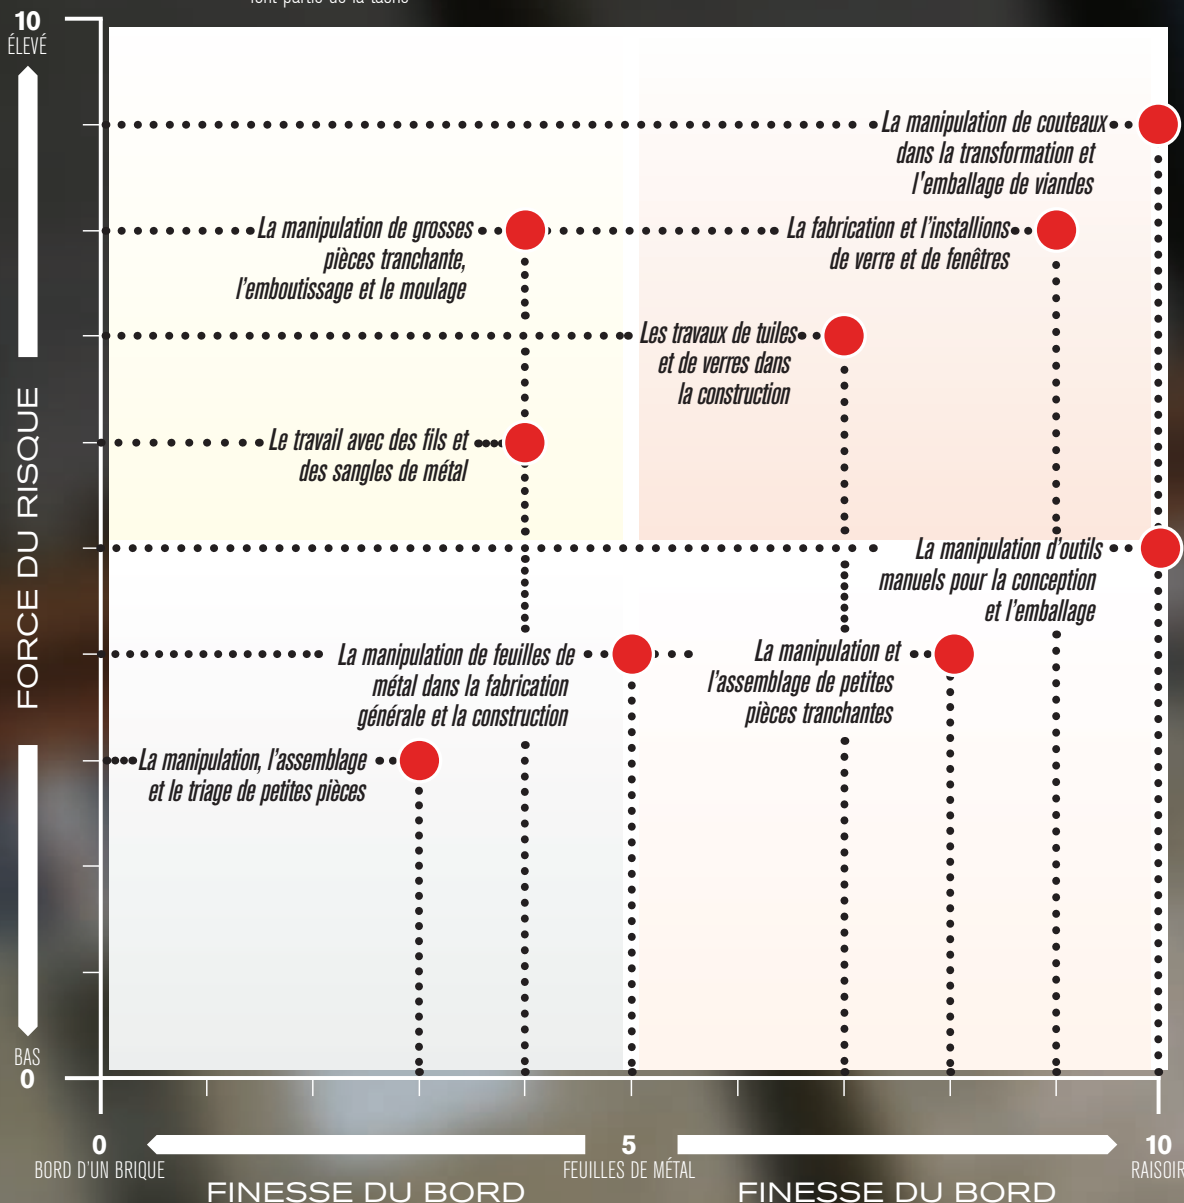 font partie de la tâche
10
ÉLEVÉ
La manipulation de couteaux
dans la transformation et
l'emballage de viandes
La manipulation de grosses
pièces tranchante,
l'emboutissage et le moulage
La fabrication et l'installions
de verre et de fenêtres
Les travaux de tuiles
et de verres dans
la construction
Le travail avec des fils et
des sangles de métal
FORCE DU RISQUE
La manipulation d'outils
manuels pour la conception
et l'emballage
La manipulation de feuilles de
métal dans la fabrication
générale et la construction
La manipulation et
l'assemblage de petites
pièces tranchantes
La manipulation, l'assemblage
et le triage de petites pièces
BAS
0
0
5
10
BORD D'UN BRIQUE
FEUILLES DE MÉTAL
RAISOIR
FINESSE DU BORD
FINESSE DU BORD